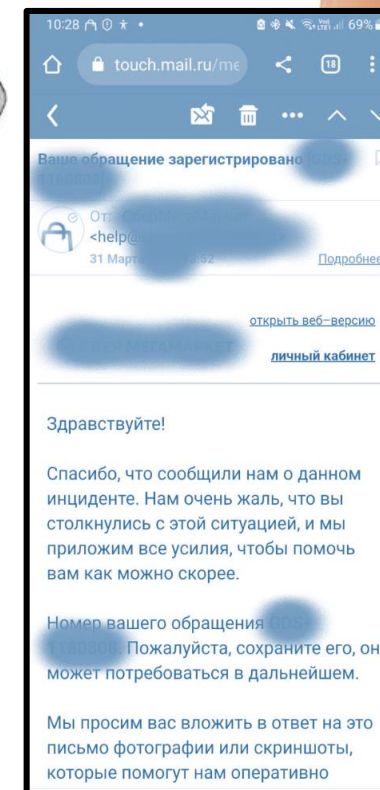 10:28
69%
touch.mail.ru/me
18
Ваше обращение зарегистрировано
От:
<help@
31 Март
Подробнее
открыть веб-версию
личный кабинет
Здравствуйте!
Спасибо, что сообщили нам о данном
инциденте. Нам очень жаль, что вы
столкнулись с этой ситуацией, и мы
приложим все усилия, чтобы помочь
вам как можно скорее.
Номер вашего обращения
Пожалуйста, сохраните его, он
может потребоваться в дальнейшем.
Мы просим вас вложить в ответ на это
письмо фотографии или скриншоты,
которые помогут нам оперативно